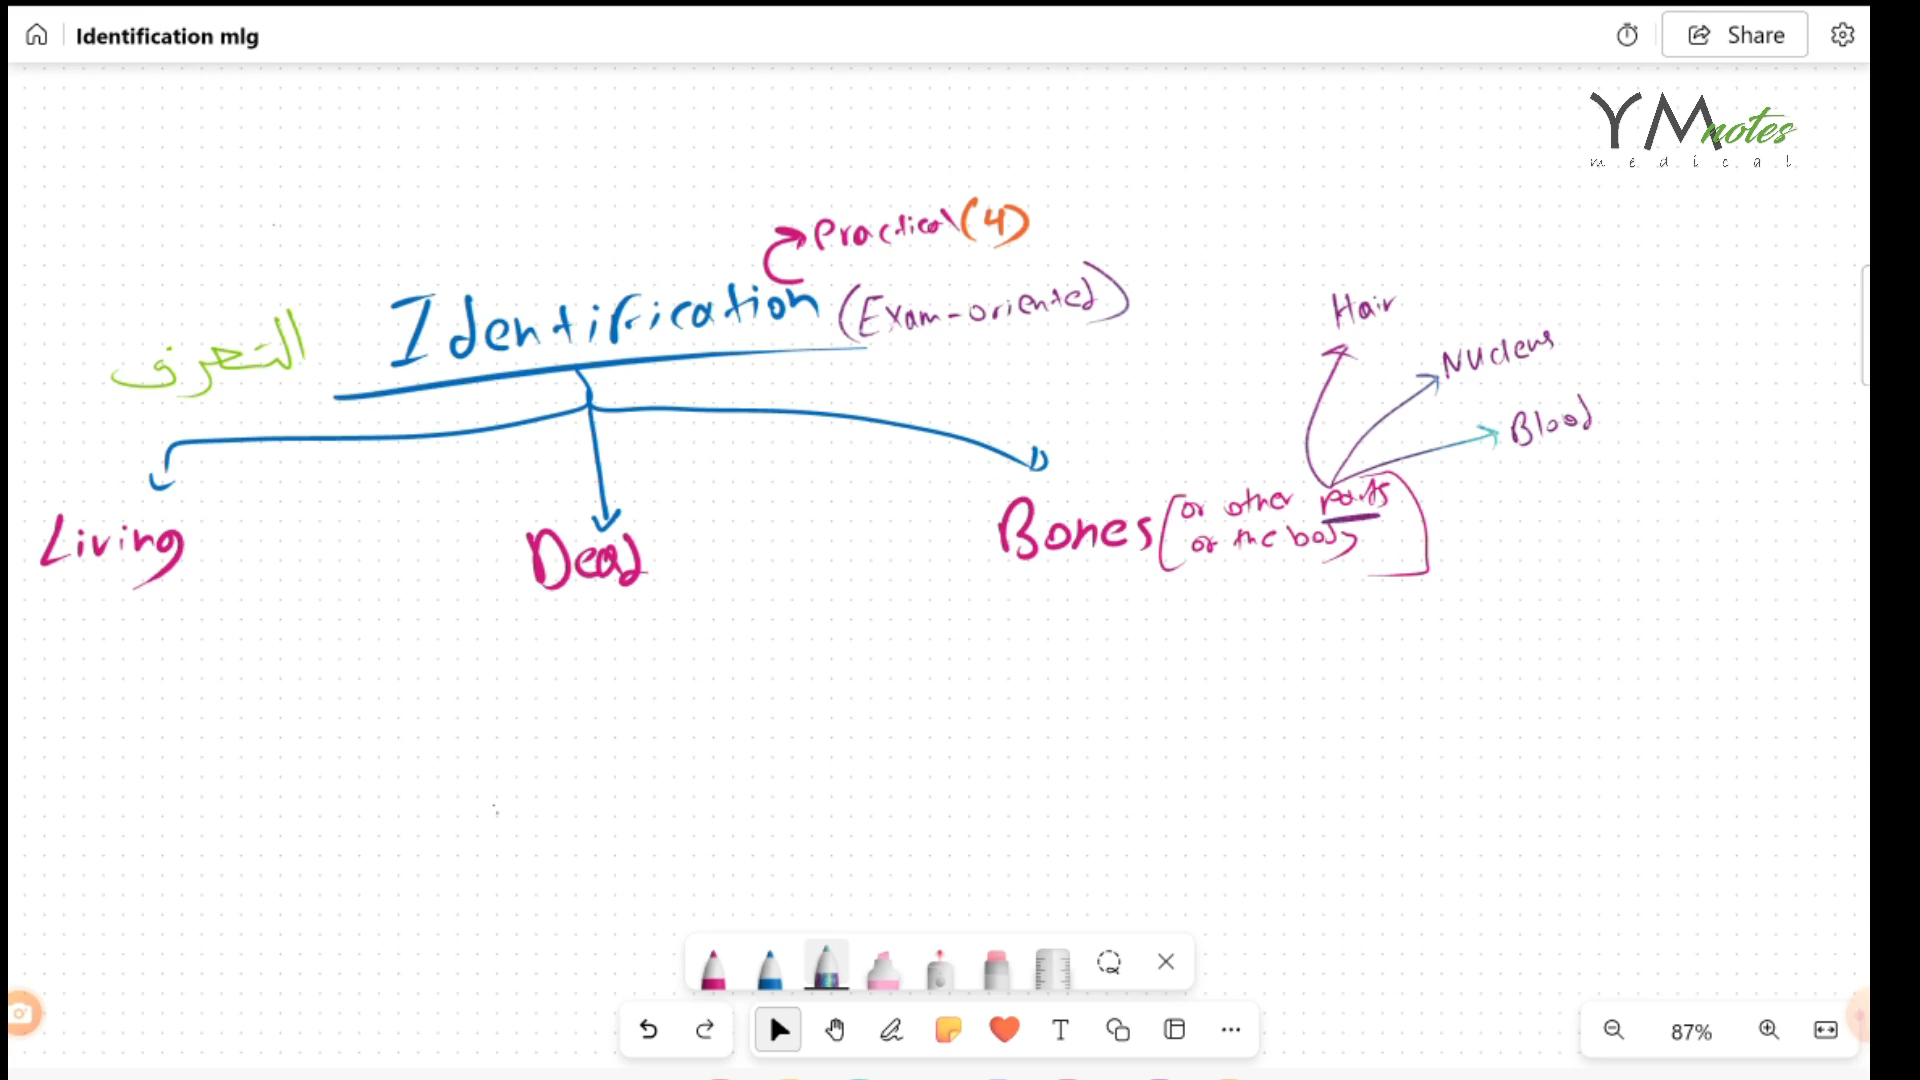 Identification mlg
Share
YM notes
medical
Practical (4)
التعرف
Identification (Exam-oriented)
Hair
Nucleus
Blood
Living
Dead
Bones (or other parts
or the body)
87%